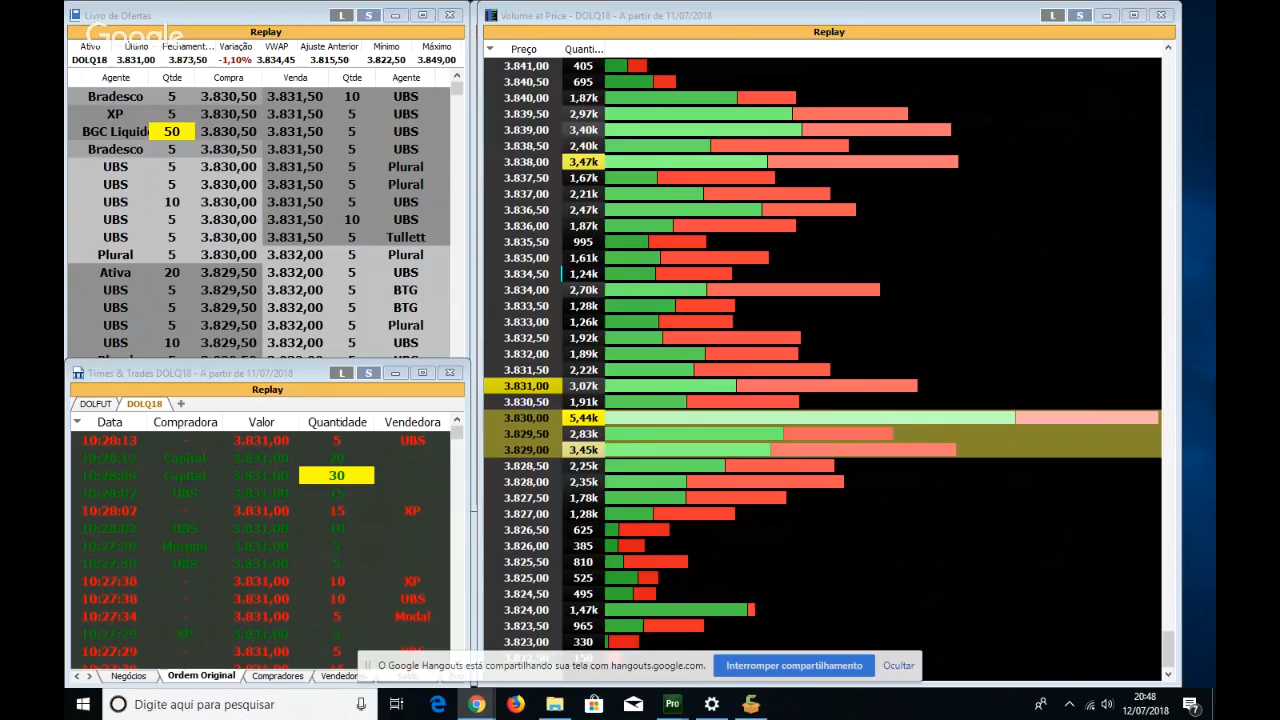 Livro de Ofertas L S
Google
Replay
Ativo Último Fechament... Variação VWAP Ajuste Anterior Mínimo Máximo
DOLQ18 3.831,00 3.873,50 -1,10% 3.834,45 3.815,50 3.822,50 3.849,00
Agente Qtde Compra Venda Qtde Agente
Bradesco 5 3.830,50 3.831,50 10 UBS
XP 5 3.830,50 3.831,50 5 UBS
BGC Liquide 50 3.830,50 3.831,50 5 UBS
Bradesco 5 3.830,50 3.831,50 5 UBS
UBS 5 3.830,00 3.831,50 5 Plural
UBS 5 3.830,00 3.831,50 5 Plural
UBS 10 3.830,00 3.831,50 5 UBS
UBS 5 3.830,00 3.831,50 10 UBS
UBS 5 3.830,00 3.831,50 5 Tullett
Plural 5 3.830,00 3.832,00 5 Plural
Ativa 20 3.829,50 3.832,00 5 UBS
UBS 5 3.829,50 3.832,00 5 BTG
UBS 5 3.829,50 3.832,00 5 BTG
UBS 5 3.829,50 3.832,00 5 Plural
UBS 10 3.829,50 3.832,00 5 UBS
Times & Trades DOLQ18 - A partir de 11/07/2018 L S
Replay
DOLFUT DOLQ18 +
Data Compradora Valor Quantidade Vendedora
10:28:13 - 3.831,00 5 UBS
10:28:12 Capital 3.831,00 20 -
10:28:09 Capital 3.831,00 30
10:28:02 UBS 3.831,00 15
10:28:02 - 3.831,00 15 XP
10:28:02 UBS 3.831,00 10
10:27:38 Morgan 3.831,00 5
10:27:38 UBS 3.831,00 5
10:27:38 - 3.831,00 10 XP
10:27:38 - 3.831,00 10 UBS
10:27:34 - 3.831,00 5 Modal
10:27:29 XP 3.831,00 5
10:27:29 - 3.831,00 5 UBS
Negócios Ordem Original Compradores Vendedore
Volume at Price - DOLQ18 - A partir de 11/07/2018 L S
Replay
Preço Quanti...
3.841,00 405
3.840,50 695
3.840,00 1,87k
3.839,50 2,97k
3.839,00 3,40k
3.838,50 2,40k
3.838,00 3,47k
3.837,50 1,67k
3.837,00 2,21k
3.836,50 2,47k
3.836,00 1,87k
3.835,50 995
3.835,00 1,61k
3.834,50 1,24k
3.834,00 2,70k
3.833,50 1,28k
3.833,00 1,26k
3.832,50 1,92k
3.832,00 1,89k
3.831,50 2,22k
3.831,00 3,07k
3.830,50 1,91k
3.830,00 5,44k
3.829,50 2,83k
3.829,00 3,45k
3.828,50 2,25k
3.828,00 2,35k
3.827,50 1,78k
3.827,00 1,28k
3.826,50 625
3.826,00 385
3.825,50 810
3.825,00 525
3.824,50 495
3.824,00 1,47k
3.823,50 965
3.823,00 330
O Google Hangouts está compartilhando sua tela com hangouts.google.com. Interromper compartilhamento Ocultar
Digite aqui para pesquisar
Pro
20:48
12/07/2018
7